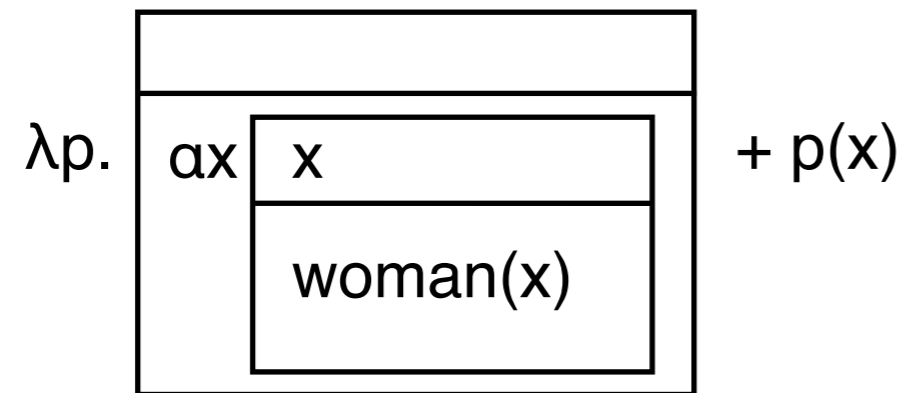 λp. αx x + p(x)
woman(x)